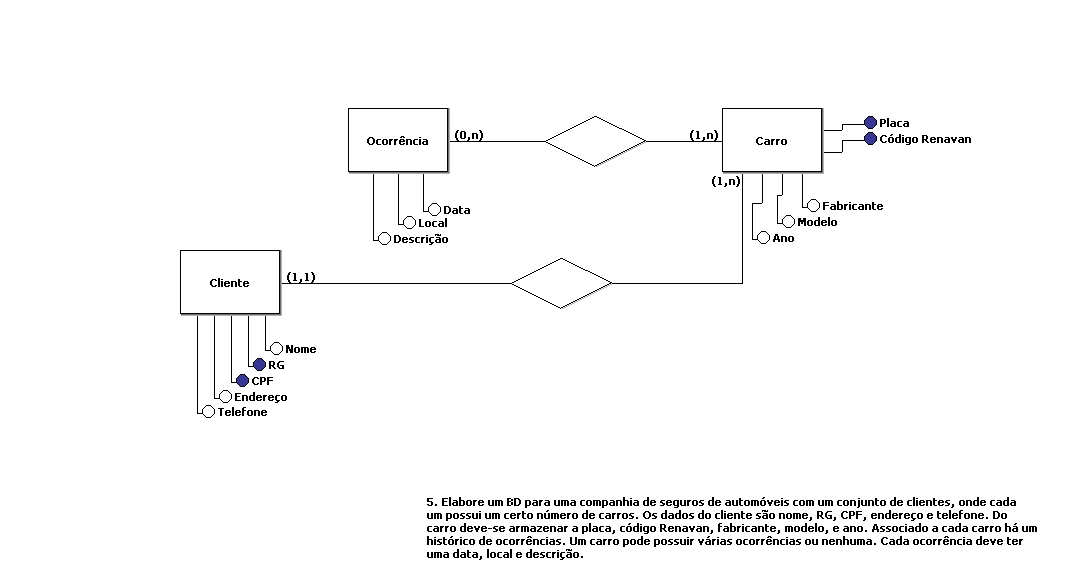 Ocorrência
(0,n)
(1,n)
Carro
Placa
Código Renavan
(1,n)
Data
Local
Descrição
Fabricante
Modelo
Ano
Cliente
(1,1)
Nome
RG
CPF
Endereço
Telefone
5. Elabore um BD para uma companhia de seguros de automóveis com um conjunto de clientes, onde cada
um possui um certo número de carros. Os dados do cliente são nome, RG, CPF, endereço e telefone. Do
carro deve-se armazenar a placa, código Renavan, fabricante, modelo, e ano. Associado a cada carro há um
histórico de ocorrências. Um carro pode possuir várias ocorrências ou nenhuma. Cada ocorrência deve ter
uma data, local e descrição.